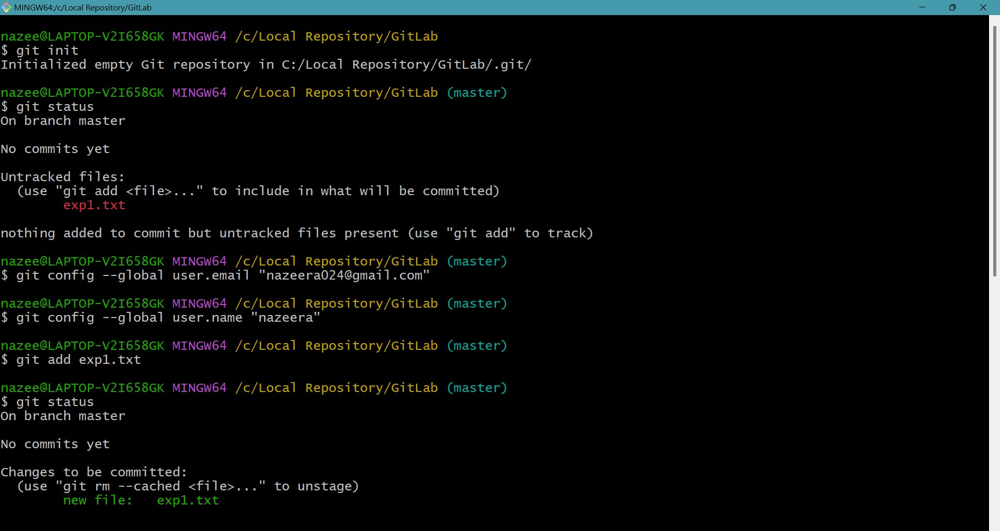 MINGW64:/c/Local Repository/GitLab
nazee@LAPTOP-V2I658GK MINGW64 /c/Local Repository/GitLab
$ git init
Initialized empty Git repository in C:/Local Repository/GitLab/.git/
nazee@LAPTOP-V2I658GK MINGW64 /c/Local Repository/GitLab (master)
$ git status
On branch master
No commits yet
Untracked files:
  (use "git add <file>..." to include in what will be committed)
        exp1.txt
nothing added to commit but untracked files present (use "git add" to track)
nazee@LAPTOP-V2I658GK MINGW64 /c/Local Repository/GitLab (master)
$ git config --global user.email "nazeera024@gmail.com"
nazee@LAPTOP-V2I658GK MINGW64 /c/Local Repository/GitLab (master)
$ git config --global user.name "nazeera"
nazee@LAPTOP-V2I658GK MINGW64 /c/Local Repository/GitLab (master)
$ git add exp1.txt
nazee@LAPTOP-V2I658GK MINGW64 /c/Local Repository/GitLab (master)
$ git status
On branch master
No commits yet
Changes to be committed:
  (use "git rm --cached <file>..." to unstage)
        new file:   exp1.txt